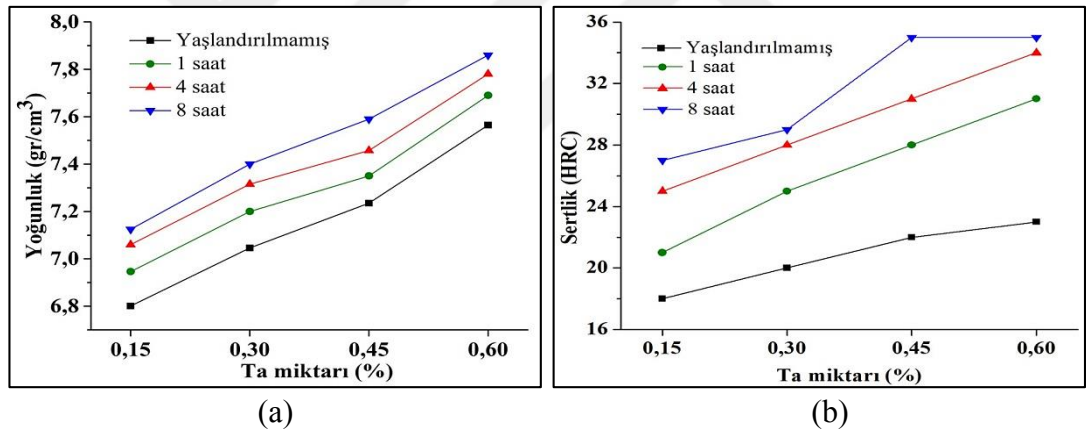 8,0
7,8
7,6
7,4
7,2
7,0
6,8
Yoğunluk (gr/cm³)
Yaşlandırılmamış
1 saat
4 saat
8 saat
0,15 0,30 0,45 0,60
Ta miktarı (%)
(a)
36
32
28
24
20
16
Sertlik (HRC)
Yaşlandırılmamış
1 saat
4 saat
8 saat
0,15 0,30 0,45 0,60
Ta miktarı (%)
(b)